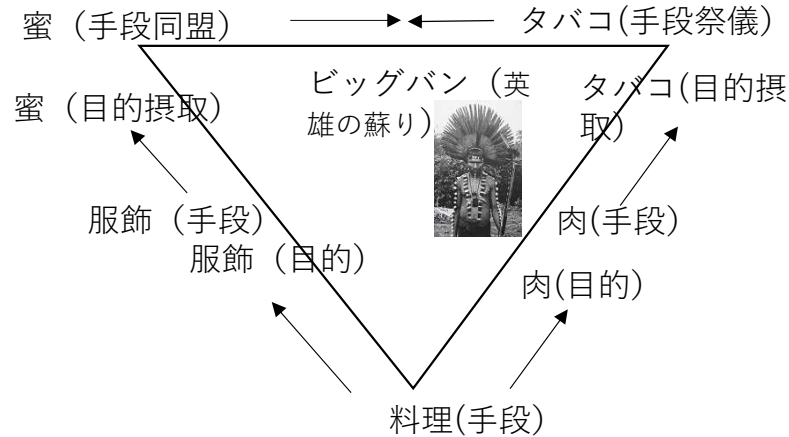 蜜（手段同盟）
タバコ(手段祭儀）
ビッグバン（英
雄の蘇り）
タバコ(目的摂
取）
蜜（目的摂取）
服飾（手段）
肉(手段）
服飾（目的）
肉(目的）
料理(手段）